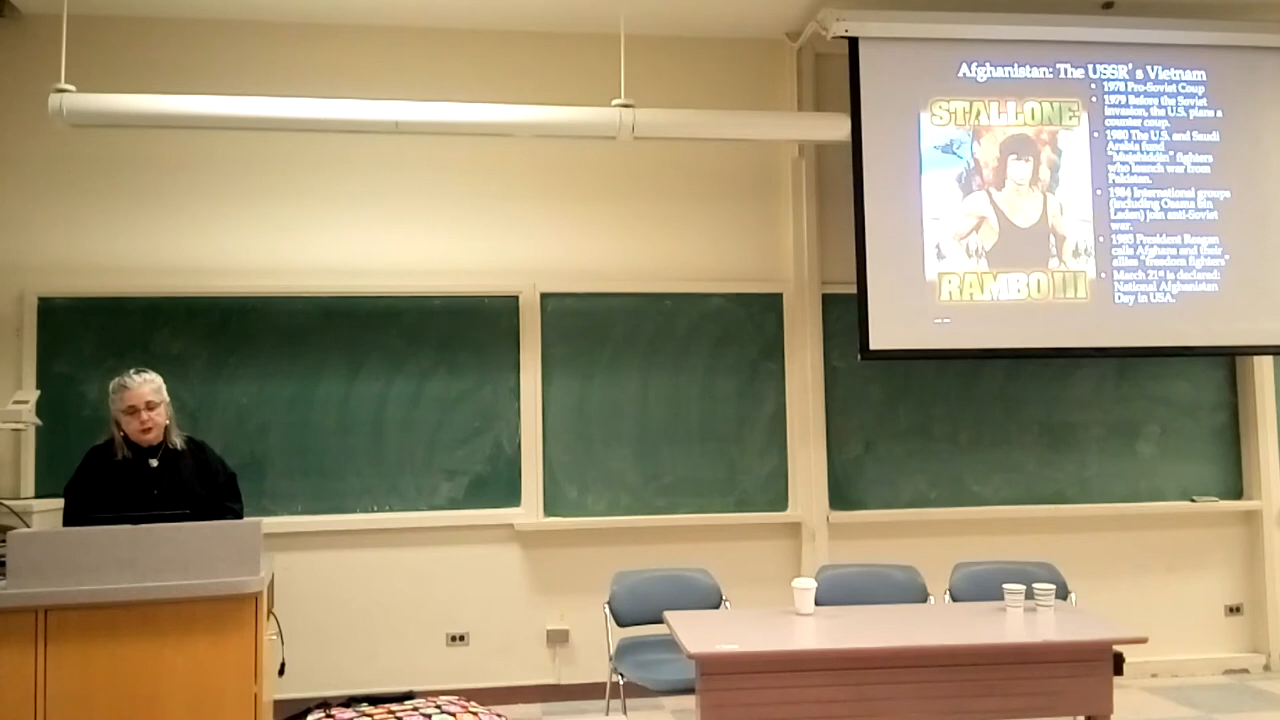 Afghanistan: The USSR's Vietnam
STALLONE
RAMBO III
• 1978 Pro-Soviet Coup
• 1979 Before the Soviet
invasion, the U.S. plans a
counter coup.
• 1980 The U.S. and Saudi
Arabia fund
fighters
who launch war from
Pakistan.
• 1984 International groups
(including Osama Bin
Laden) join anti-Soviet
war.
• 1985 President Reagan
calls Afghans and their
allies "freedom fighters"
• March 21st is declared:
National Afghanistan
Day in USA.